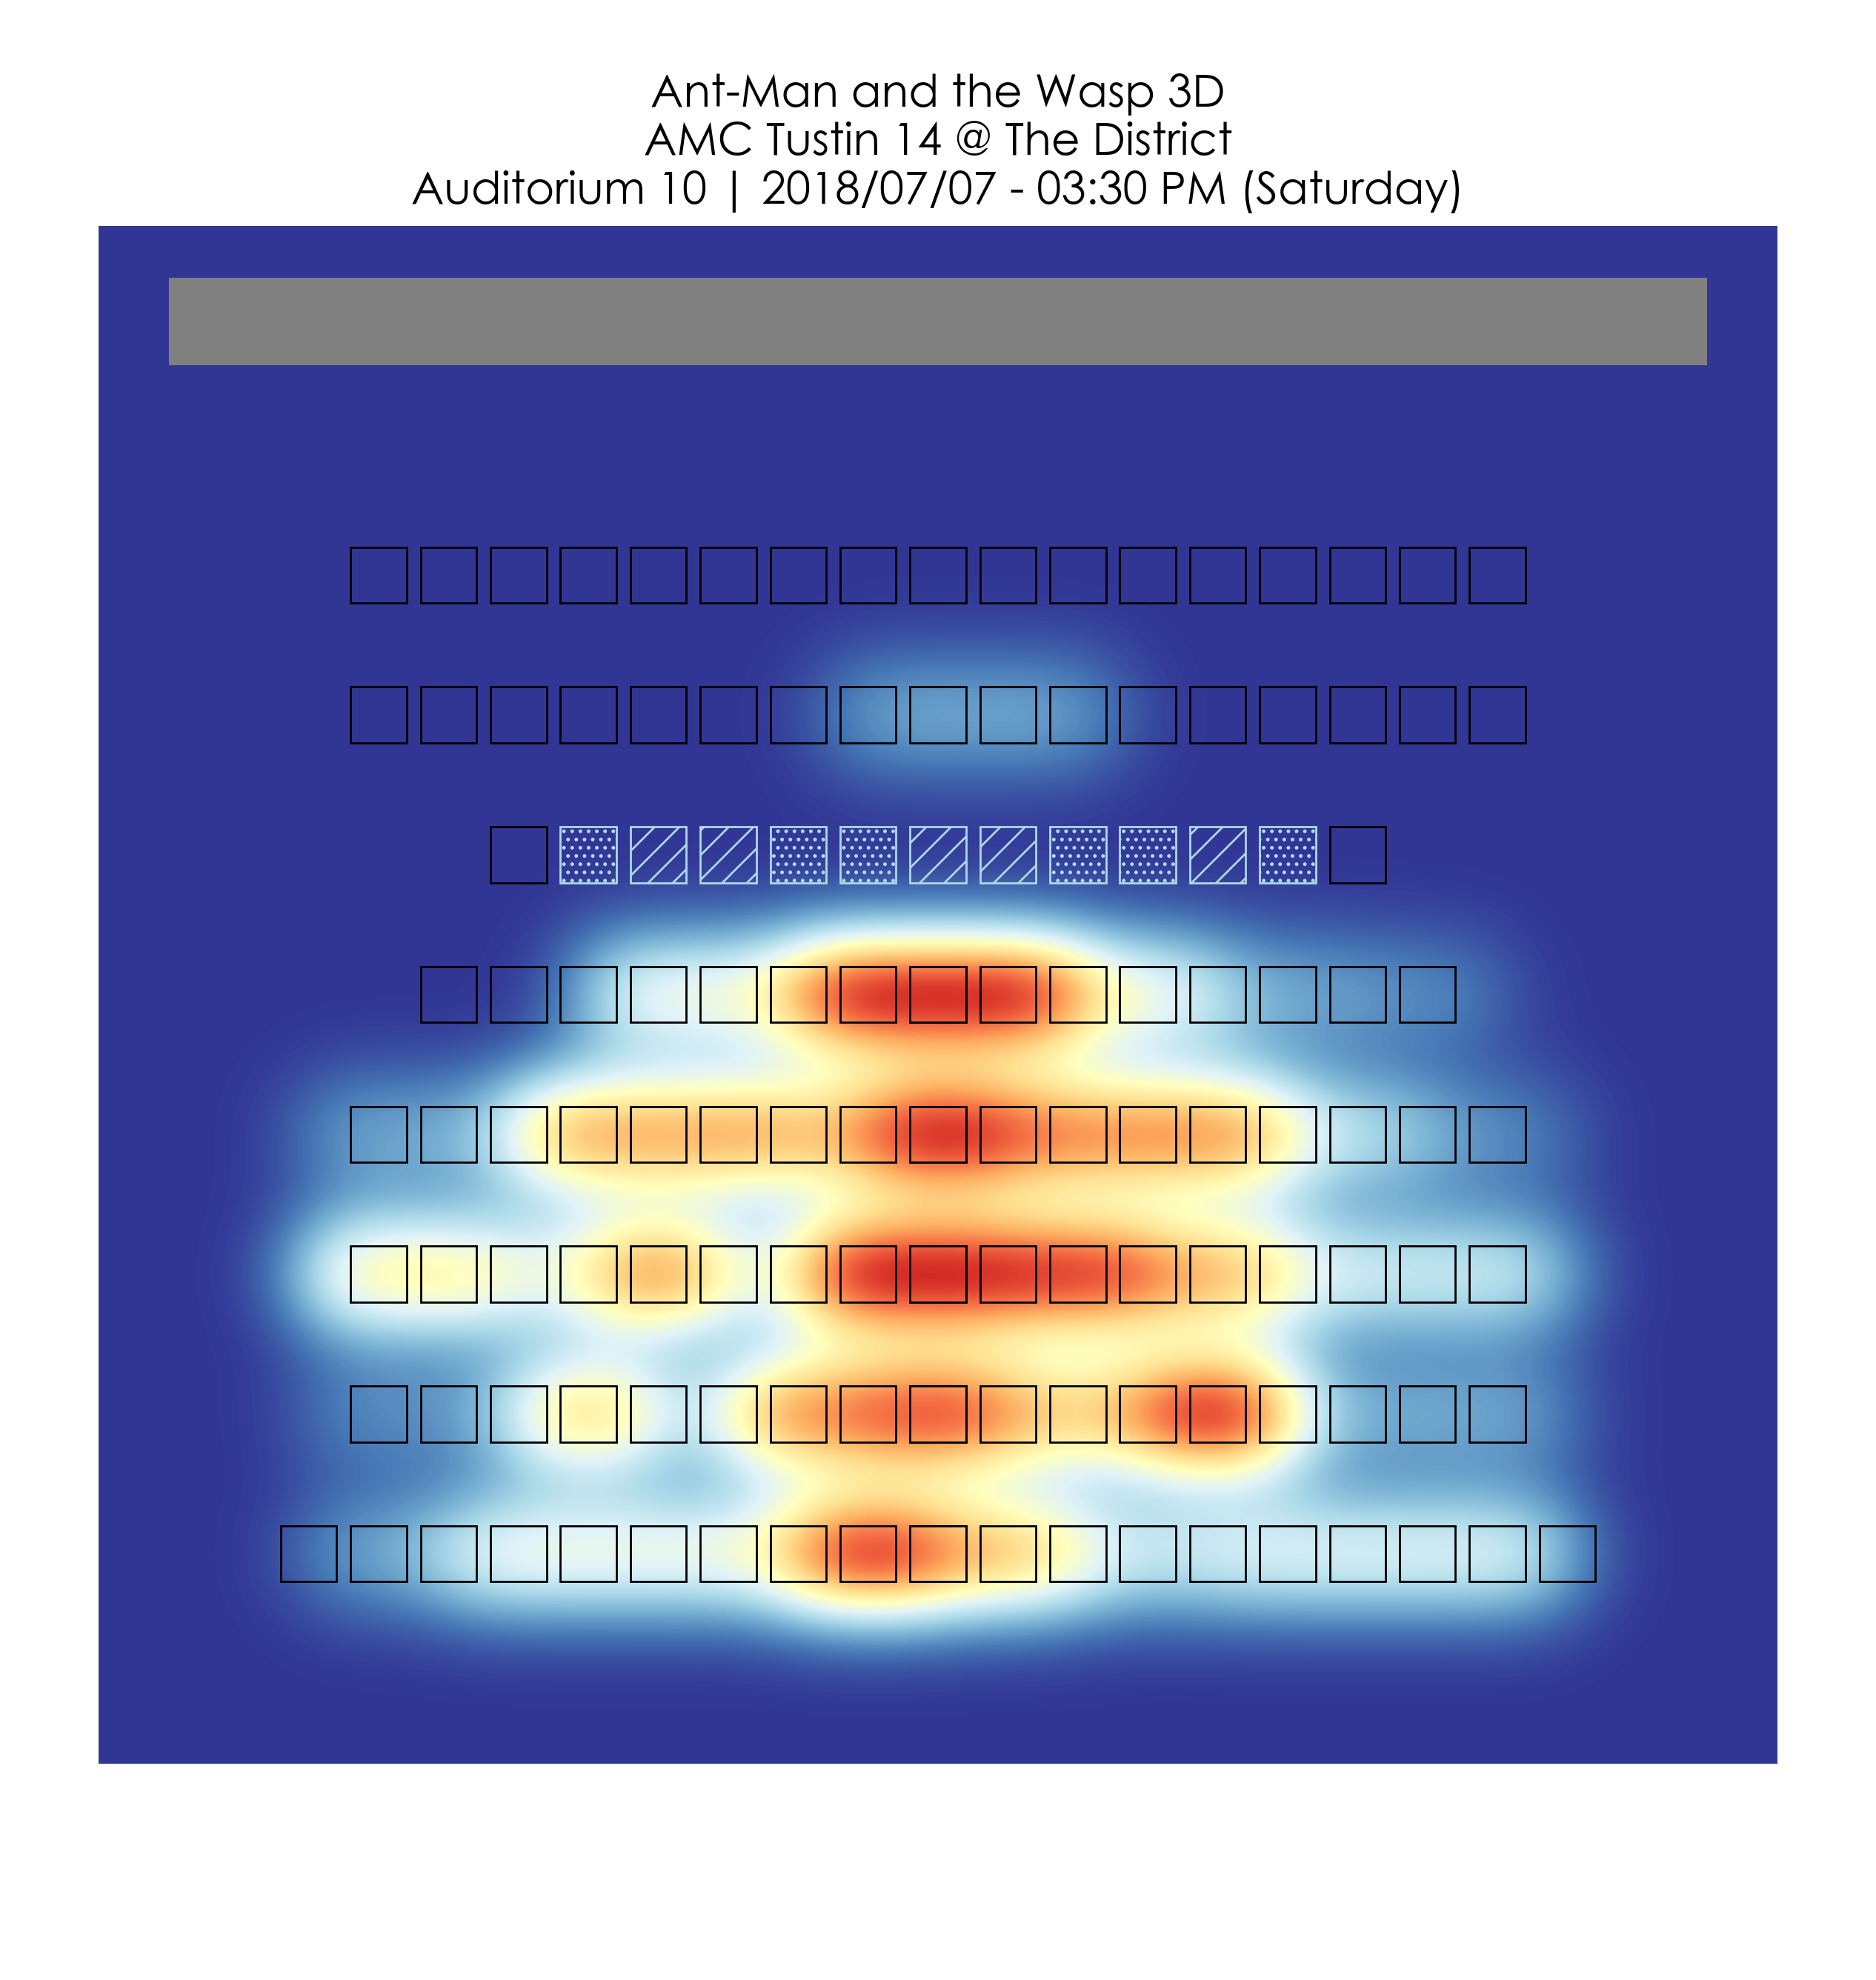 Ant-Man and the Wasp 3D
AMC Tustin 14 @ The District
Auditorium 10 | 2018/07/07 - 03:30 PM (Saturday)